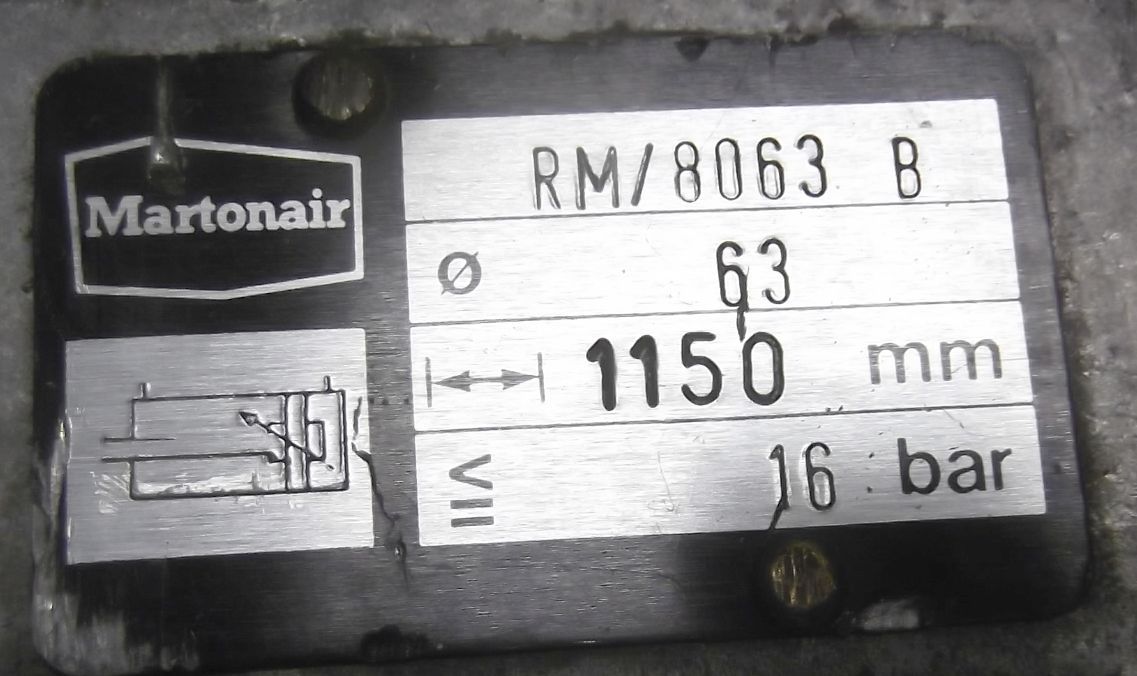 Martonair
RM/8063 B
Ø 63
1150 mm
≤ 16 bar